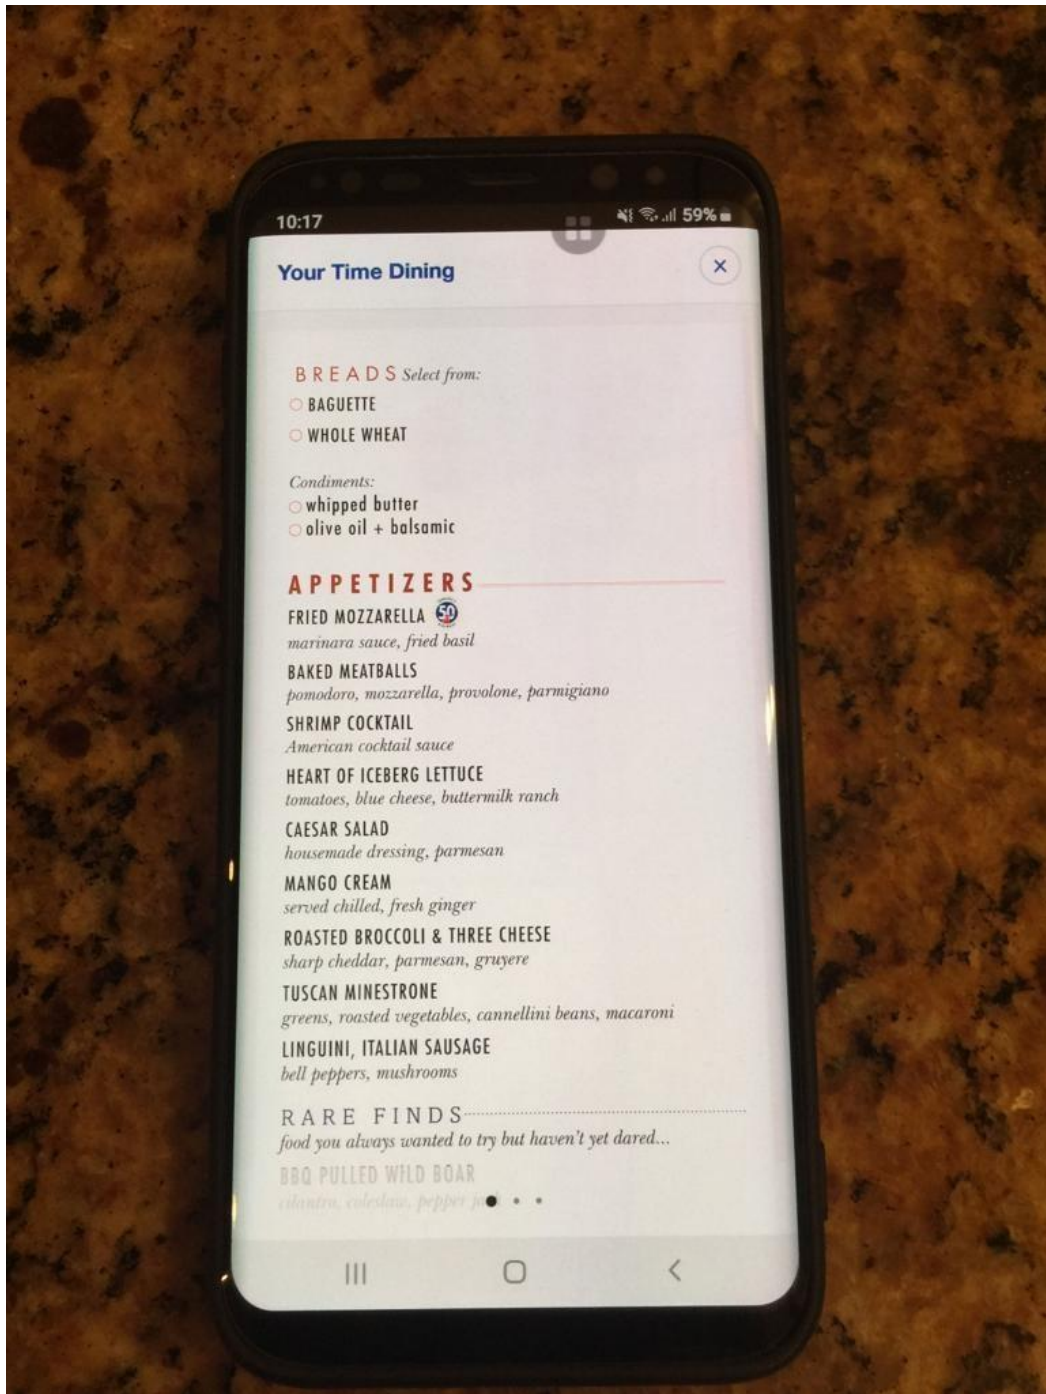 10:17
59%
Your Time Dining
BREADS Select from:
BAGUETTE
WHOLE WHEAT
Condiments:
whipped butter
olive oil + balsamic
APPETIZERS
FRIED MOZZARELLA 50
marinara sauce, fried basil
BAKED MEATBALLS
pomodoro, mozzarella, provolone, parmigiano
SHRIMP COCKTAIL
American cocktail sauce
HEART OF ICEBERG LETTUCE
tomatoes, blue cheese, buttermilk ranch
CAESAR SALAD
housemade dressing, parmesan
MANGO CREAM
served chilled, fresh ginger
ROASTED BROCCOLI & THREE CHEESE
sharp cheddar, parmesan, gruyere
TUSCAN MINESTRONE
greens, roasted vegetables, cannellini beans, macaroni
LINGUINI, ITALIAN SAUSAGE
bell peppers, mushrooms
RARE FINDS
food you always wanted to try but haven't yet dared...
BBQ PULLED WILD BOAR
cilantro, coleslaw, pepper